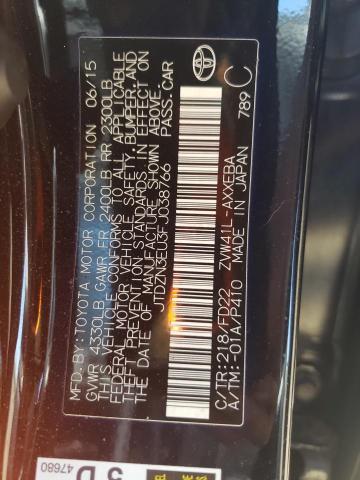 MFD. BY: TOYOTA MOTOR CORPORATION 06/15
GVWR 4330LB GAWR FR 2400LB RR 2300LB
THIS VEHICLE CONFORMS TO ALL APPLICABLE
FEDERAL MOTOR VEHICLE SAFETY, BUMPER, AND
THEFT PREVENTION STANDARDS IN EFFECT ON
THE DATE OF MANUFACTURE SHOWN ABOVE.
JTDZN3EU3FJ038766 PASS. CAR
C/TR:218/FD22 ZVW41L-AXXEBA
A/TM:-01A/P410 MADE IN JAPAN
789 C
47680
5 D